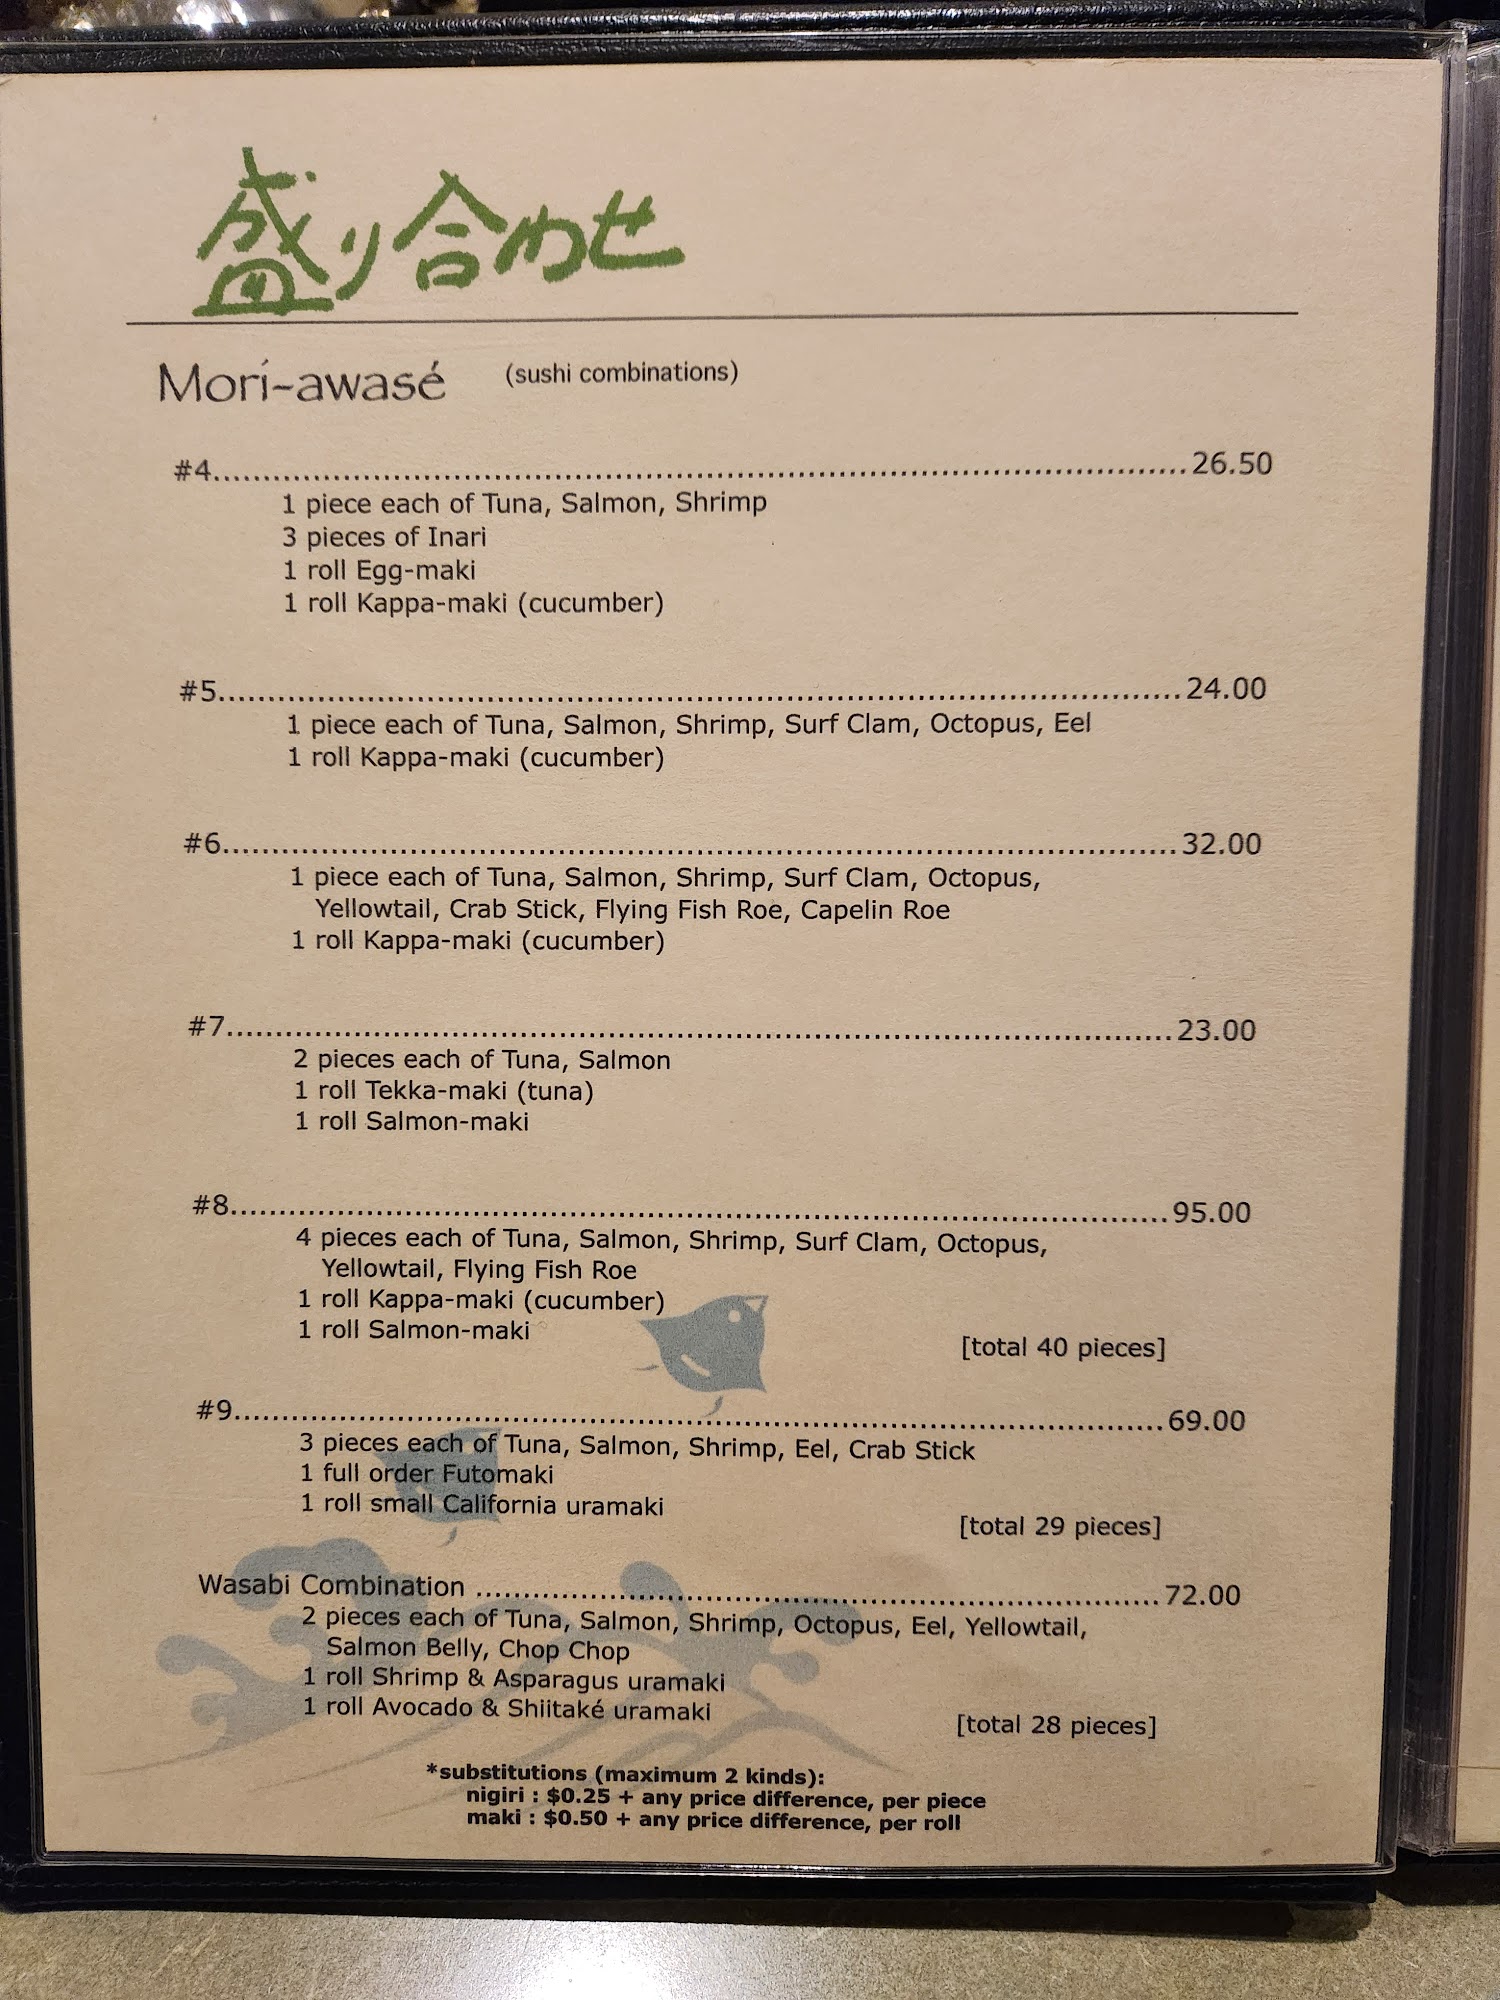 盛り合わせ
Mori-awasé (sushi combinations)
#4 26.50
1 piece each of Tuna, Salmon, Shrimp
3 pieces of Inari
1 roll Egg-maki
1 roll Kappa-maki (cucumber)
#5 24.00
1 piece each of Tuna, Salmon, Shrimp, Surf Clam, Octopus, Eel
1 roll Kappa-maki (cucumber)
#6 32.00
1 piece each of Tuna, Salmon, Shrimp, Surf Clam, Octopus,
Yellowtail, Crab Stick, Flying Fish Roe, Capelin Roe
1 roll Kappa-maki (cucumber)
#7 23.00
2 pieces each of Tuna, Salmon
1 roll Tekka-maki (tuna)
1 roll Salmon-maki
#8 95.00
4 pieces each of Tuna, Salmon, Shrimp, Surf Clam, Octopus,
Yellowtail, Flying Fish Roe
1 roll Kappa-maki (cucumber)
1 roll Salmon-maki
[total 40 pieces]
#9 69.00
3 pieces each of Tuna, Salmon, Shrimp, Eel, Crab Stick
1 full order Futomaki
1 roll small California uramaki
[total 29 pieces]
Wasabi Combination 72.00
2 pieces each of Tuna, Salmon, Shrimp, Octopus, Eel, Yellowtail,
Salmon Belly, Chop Chop
1 roll Shrimp & Asparagus uramaki
1 roll Avocado & Shiitaké uramaki
[total 28 pieces]
*substitutions (maximum 2 kinds):
nigiri : $0.25 + any price difference, per piece
maki : $0.50 + any price difference, per roll